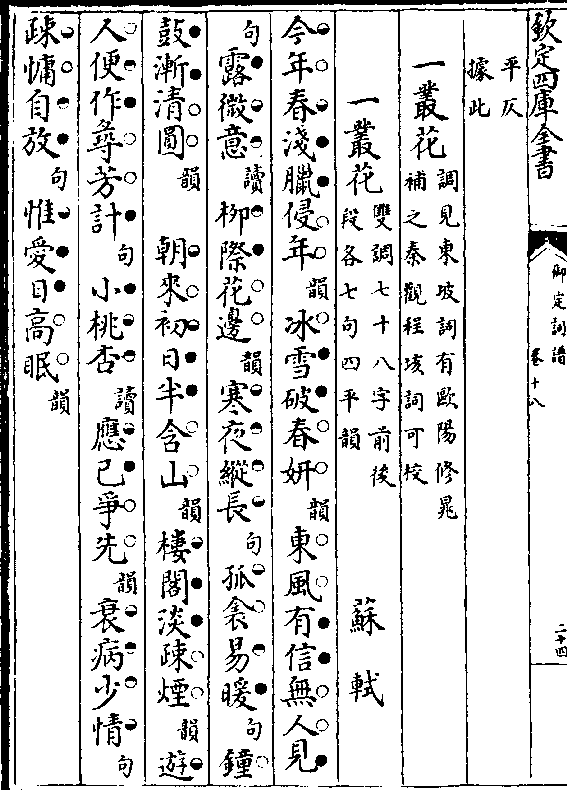 欽定四庫全書
御定詞譜
卷十八
二十四
平仄
據此
一叢花
調見東坡詞有歐陽修晁
補之秦觀程垓詞可校
一叢花
雙調七十八字前後
段各七句四平韻
蘇軾
今年春淺臘侵年韻冰雪破春妍韻東風有信無人見
句露微意讀栁際花邊韻寒夜縱長句孤衾易暖句鐘
鼓漸清圓韻 朝來初日半含山韻樓閣淡疎煙韻遊
人便作尋芳計句小桃杏讀應已爭先韻衰病少情句
疎慵自放句惟愛日高眠韻